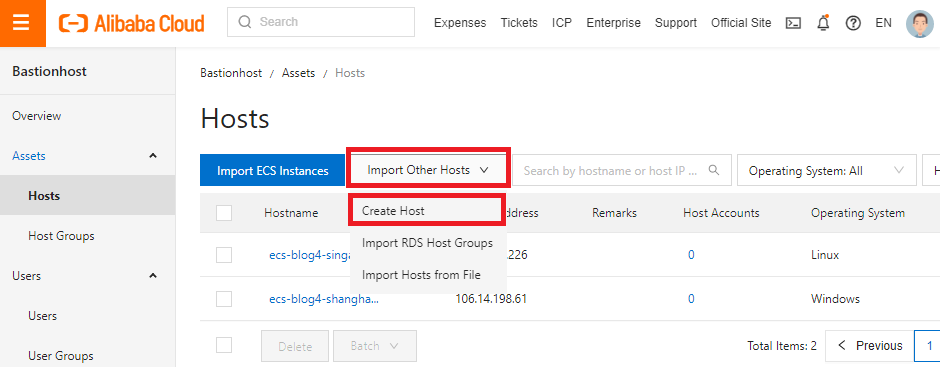 Alibaba Cloud Search Expenses Tickets ICP Enterprise Support Official Site EN
Bastionhost
Overview
Assets
Hosts
Host Groups
Users
Users
User Groups
Bastionhost / Assets / Hosts
Hosts
Import ECS Instances Import Other Hosts Search by hostname or host IP ... Operating System: All H
Create Host
Import RDS Host Groups
Import Hosts from File
Hostname ddress Remarks Host Accounts Operating System
ecs-blog4-singa .226 0 Linux
ecs-blog4-shangha... 106.14.198.61 0 Windows
Delete Batch Total Items: 2 Previous 1